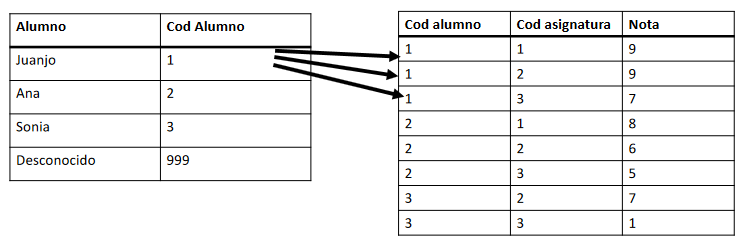 Alumno Cod Alumno
Juanjo 1
Ana 2
Sonia 3
Desconocido 999
Cod alumno Cod asignatura Nota
1 1 9
1 2 9
1 3 7
2 1 8
2 2 6
2 3 5
3 2 7
3 3 1